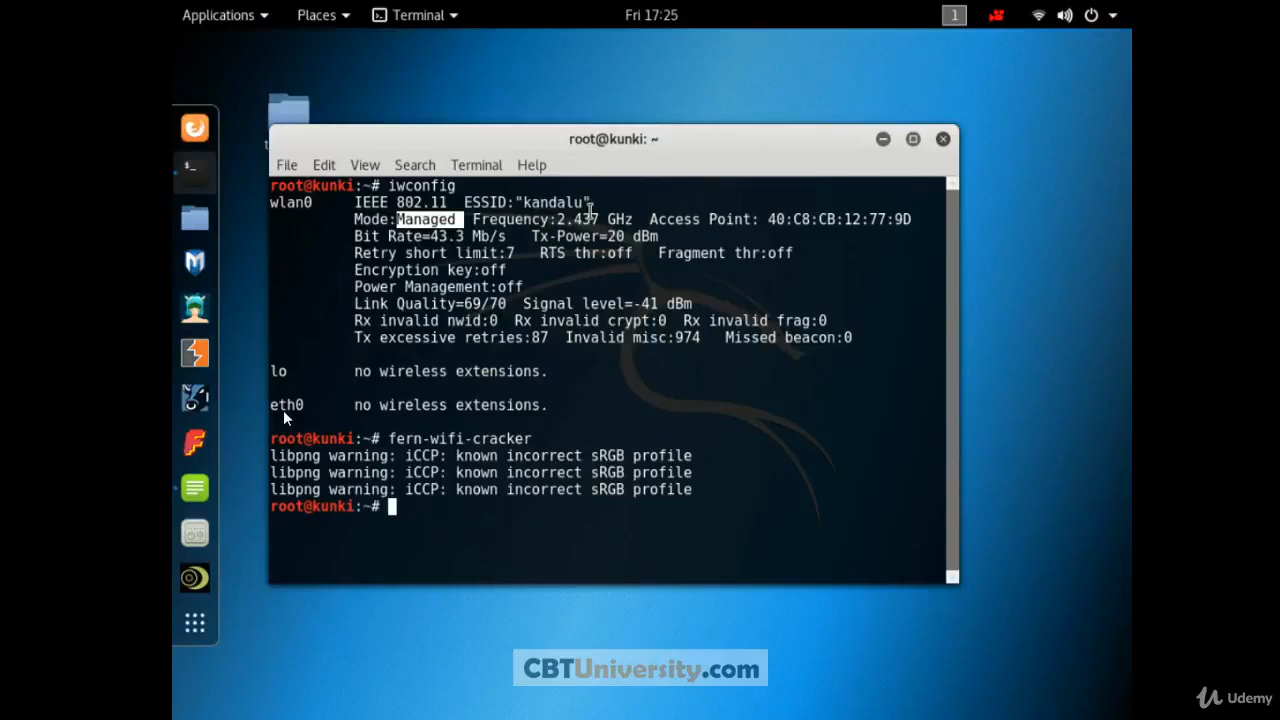 Applications Places Terminal Fri 17:25 1
root@kunki: ~
File Edit View Search Terminal Help
root@kunki:~# iwconfig
wlan0 IEEE 802.11 ESSID:"kandalu"
Mode:Managed Frequency:2.437 GHz Access Point: 40:C8:CB:12:77:9D
Bit Rate=43.3 Mb/s Tx-Power=20 dBm
Retry short limit:7 RTS thr:off Fragment thr:off
Encryption key:off
Power Management:off
Link Quality=69/70 Signal level=-41 dBm
Rx invalid nwid:0 Rx invalid crypt:0 Rx invalid frag:0
Tx excessive retries:87 Invalid misc:974 Missed beacon:0
lo no wireless extensions.
eth0 no wireless extensions.
root@kunki:~# fern-wifi-cracker
libpng warning: iCCP: known incorrect sRGB profile
libpng warning: iCCP: known incorrect sRGB profile
libpng warning: iCCP: known incorrect sRGB profile
root@kunki:~#
CBTUniversity.com
Udemy